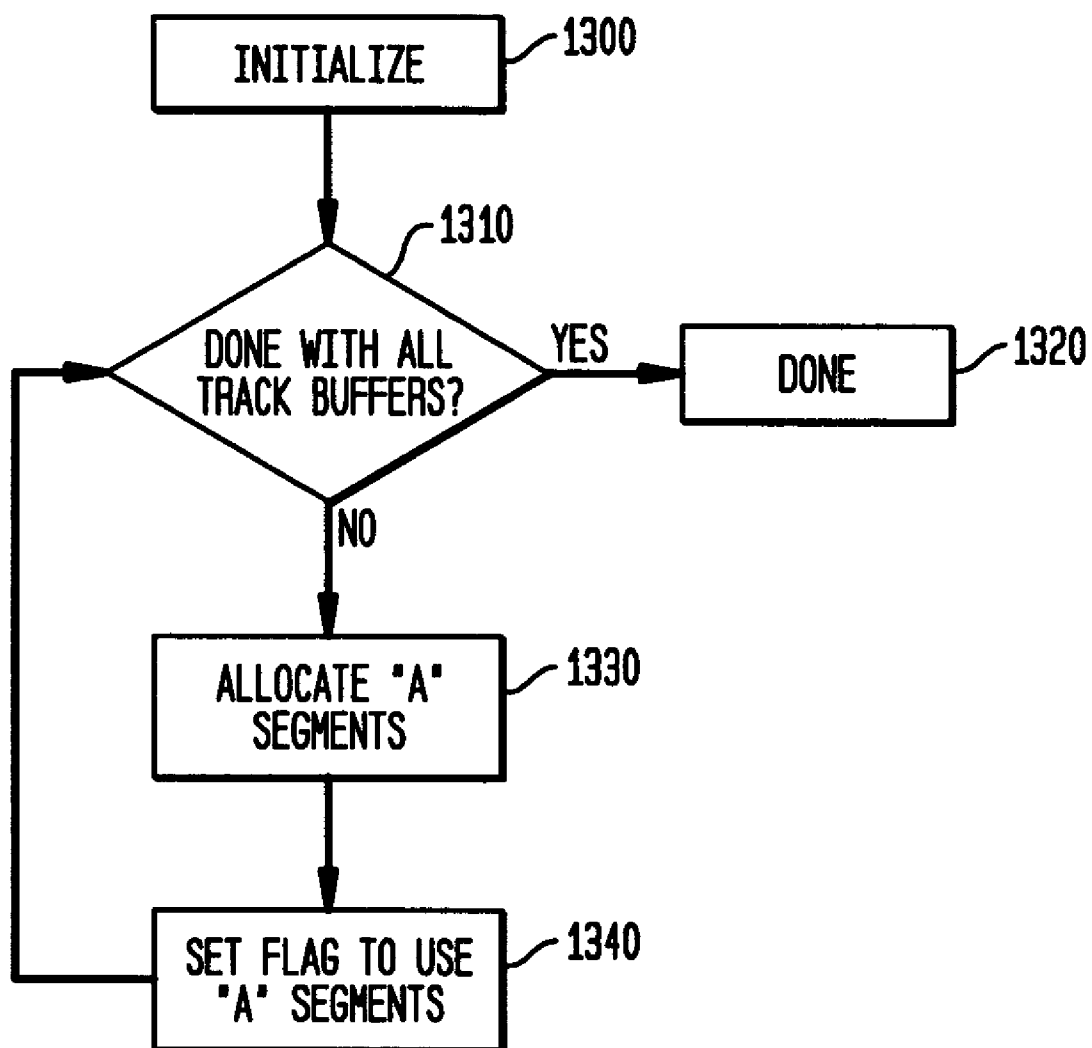 INITIALIZE
1300
1310
DONE WITH ALL
TRACK BUFFERS?
YES
DONE
1320
NO
ALLOCATE "A"
SEGMENTS
1330
SET FLAG TO USE
"A" SEGMENTS
1340